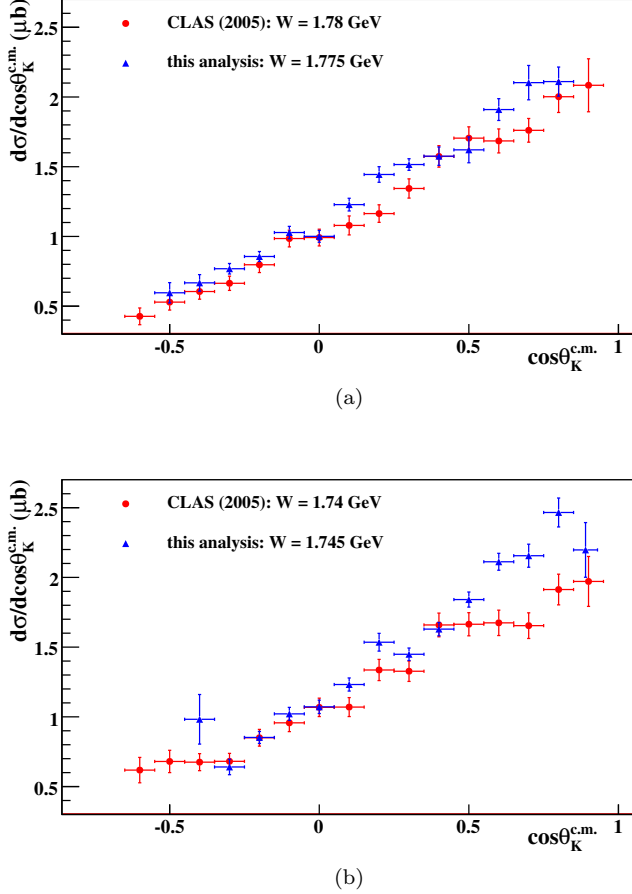 dσ/dcosθ_K^{c.m.} (μb)
2.5
2
1.5
1
0.5
CLAS (2005): W = 1.78 GeV
this analysis: W = 1.775 GeV
-0.5 0 0.5 1
cosθ_K^{c.m.}
(a)
dσ/dcosθ_K^{c.m.} (μb)
2.5
2
1.5
1
0.5
CLAS (2005): W = 1.74 GeV
this analysis: W = 1.745 GeV
-0.5 0 0.5 1
cosθ_K^{c.m.}
(b)